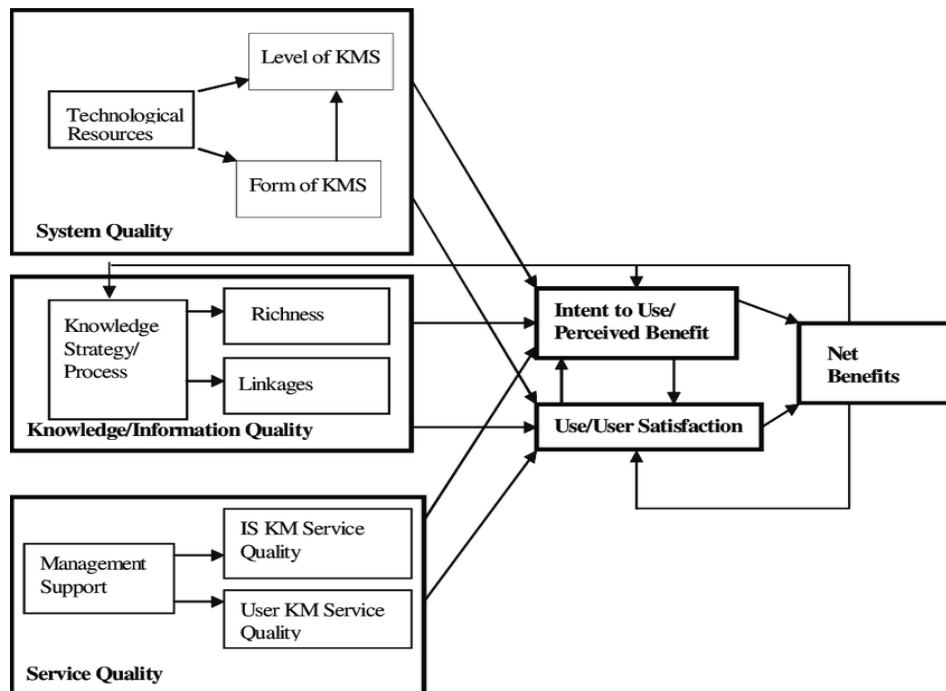 Level of KMS
Technological
Resources
Form of KMS
System Quality
Knowledge
Strategy/
Process
Richness
Linkages
Knowledge/Information Quality
IS KM Service
Quality
Management
Support
User KM Service
Quality
Service Quality
Intent to Use/
Perceived Benefit
Use/User Satisfaction
Net
Benefits